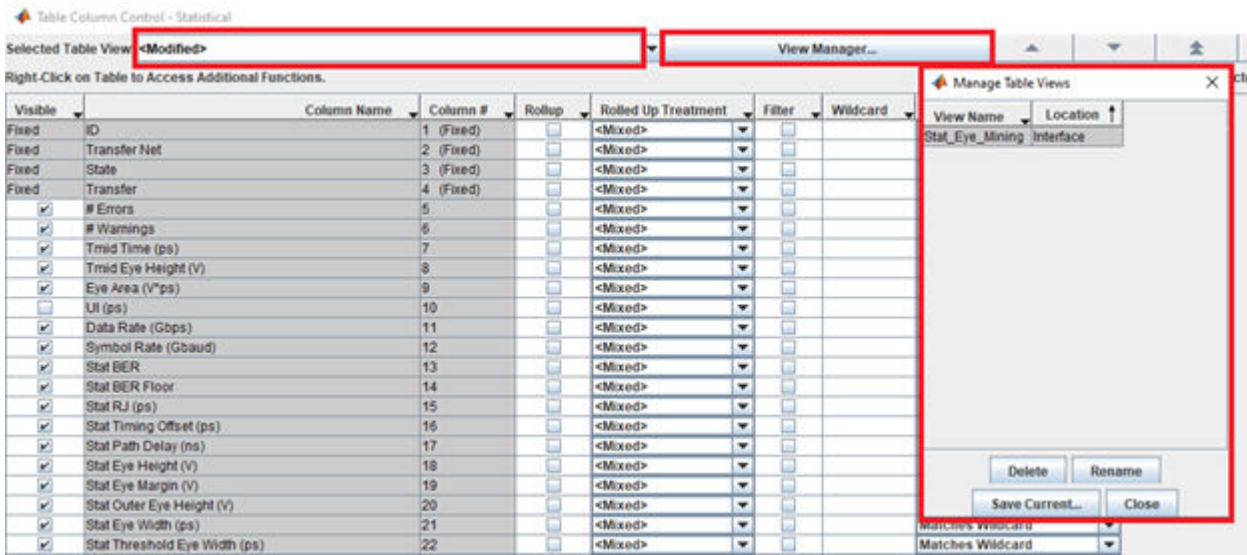 Table Column Control - Statistical
Selected Table View <Modified> View Manager...
Right-Click on Table to Access Additional Functions.
Manage Table Views
View Name Location
Stat_Eye_Mining Interface
Delete Rename
Save Current... Close
Visible Column Name Column # Rollup Rolled Up Treatment Filter Wildcard
Fixed ID 1 (Fixed) <Mixed>
Fixed Transfer Net 2 (Fixed) <Mixed>
Fixed State 3 (Fixed) <Mixed>
Fixed Transfer 4 (Fixed) <Mixed>
# Errors 5 <Mixed>
# Warnings 6 <Mixed>
Tmid Time (ps) 7 <Mixed>
Tmid Eye Height (V) 8 <Mixed>
Eye Area (V*ps) 9 <Mixed>
UI (ps) 10 <Mixed>
Data Rate (Gbps) 11 <Mixed>
Symbol Rate (Gbaud) 12 <Mixed>
Stat BER 13 <Mixed>
Stat BER Floor 14 <Mixed>
Stat RJ (ps) 15 <Mixed>
Stat Timing Offset (ps) 16 <Mixed>
Stat Path Delay (ns) 17 <Mixed>
Stat Eye Height (V) 18 <Mixed>
Stat Eye Margin (V) 19 <Mixed>
Stat Outer Eye Height (V) 20 <Mixed>
Stat Eye Width (ps) 21 <Mixed> Matches Wildcard
Stat Threshold Eye Width (ps) 22 <Mixed> Matches Wildcard